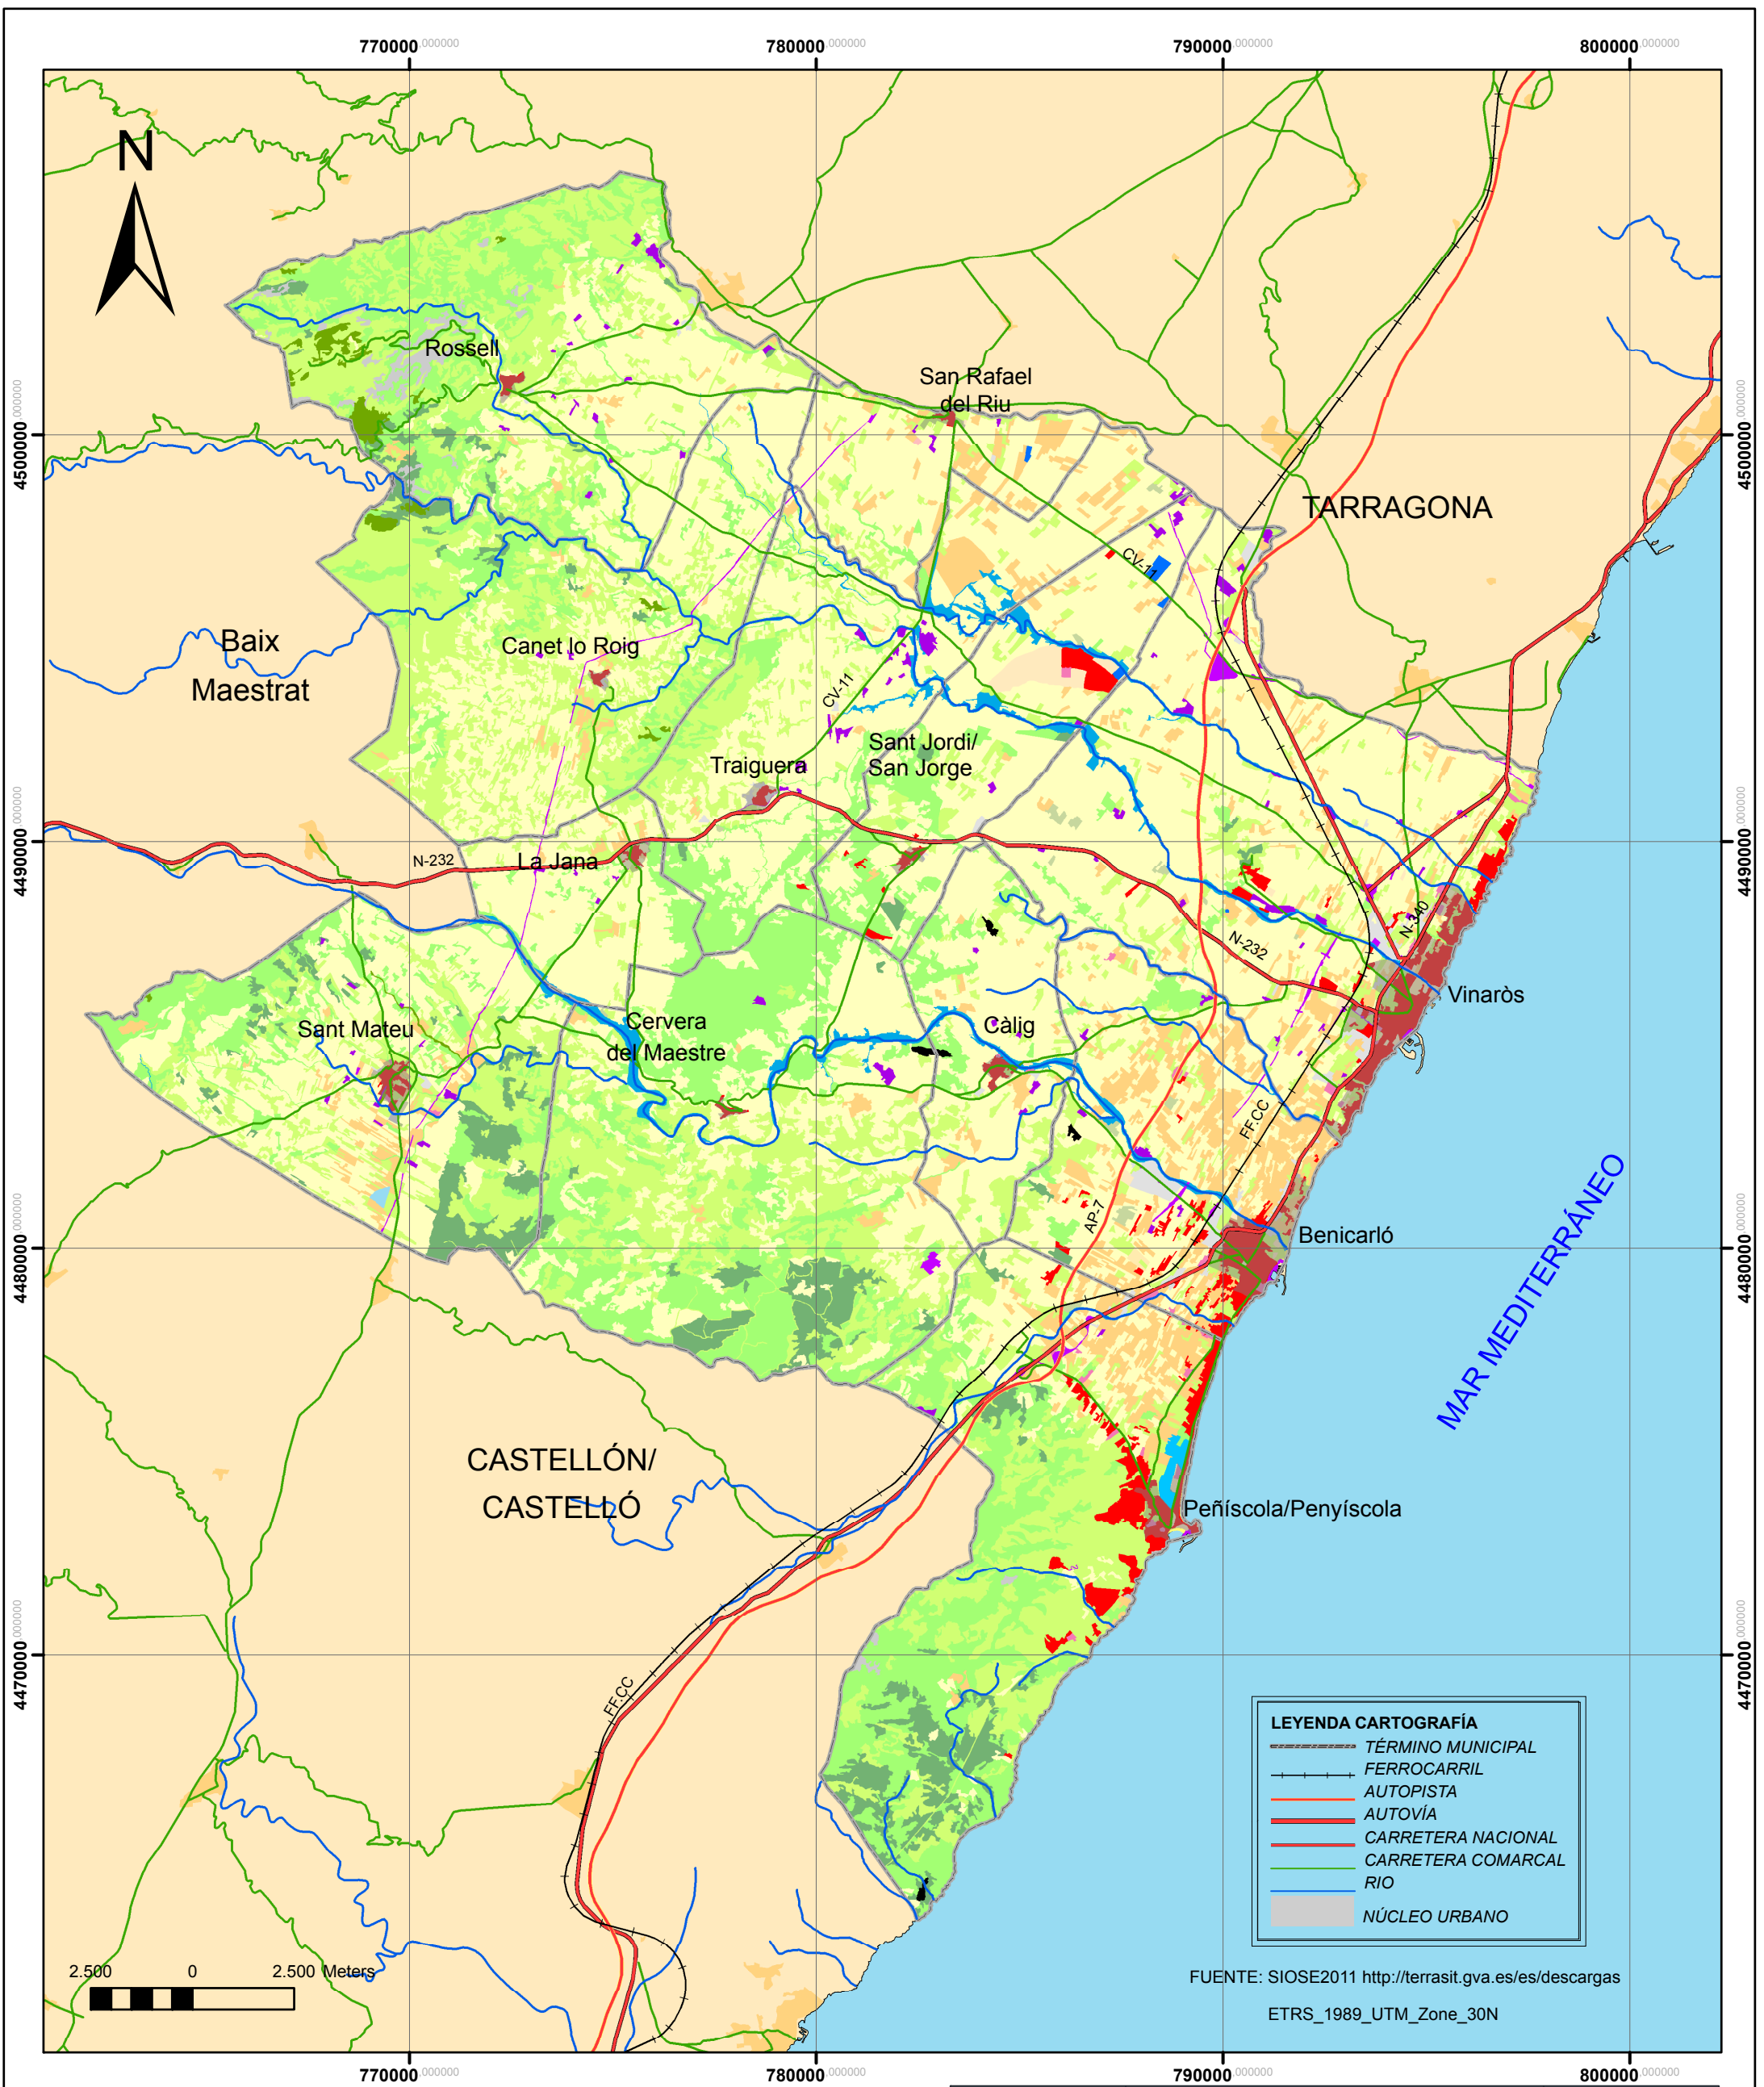 770000,000000
780000,000000
790000,000000
800000,000000
N
Rossell
San Rafael
del Riu
4500000,000000
4500000,000000
TARRAGONA
CV-11
Baix
Maestrat
Canet lo Roig
CV-11
Sant Jordi/
San Jorge
Traiguera
4490000,000000
4490000,000000
N-232
La Jana
N-340
N-232
Vinaròs
Sant Mateu
Cervera
del Maestre
Càlig
FF.CC
MAR MEDITERRÁNEO
AP-7
Benicarló
4480000,000000
4480000,000000
CASTELLÓN/
CASTELLÓ
Peñíscola/Penyíscola
4470000,000000
4470000,000000
FF.CC
LEYENDA CARTOGRAFÍA
TÉRMINO MUNICIPAL
FERROCARRIL
AUTOPISTA
AUTOVÍA
CARRETERA NACIONAL
CARRETERA COMARCAL
RIO
NÚCLEO URBANO
2.500 0 2.500 Meters
FUENTE: SIOSE2011 http://terrasit.gva.es/es/descargas
ETRS_1989_UTM_Zone_30N
770000,000000
780000,000000
790000,000000
800000,000000